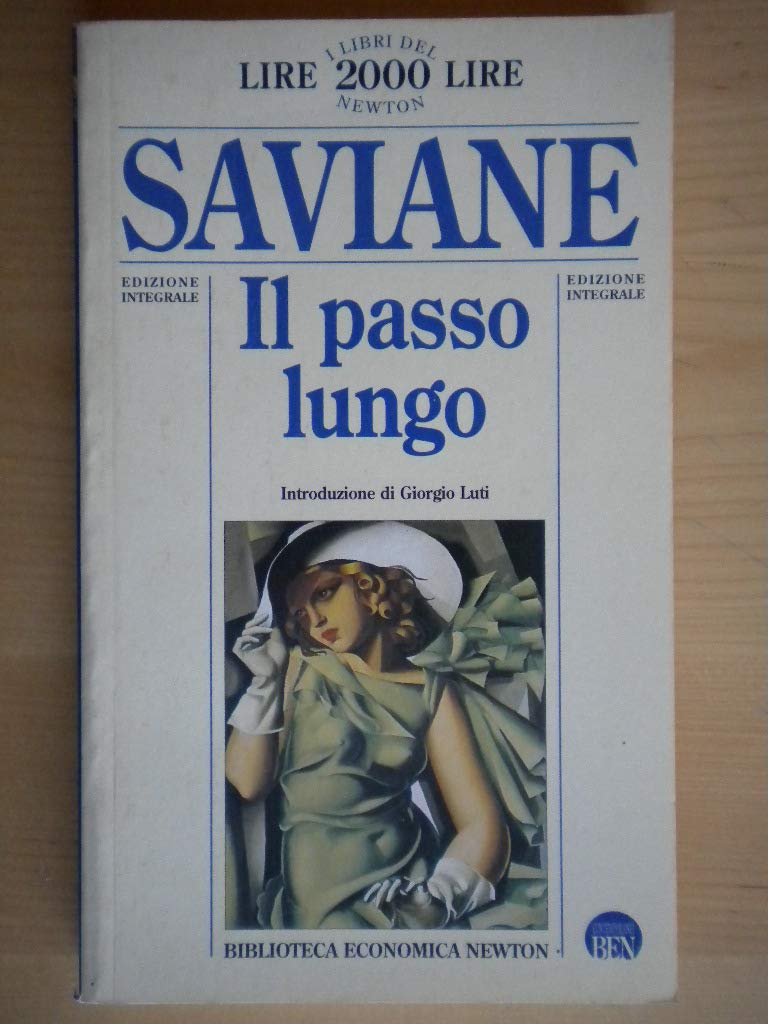 I LIBRI DEL
LIRE 2000 LIRE
NEWTON
SAVIANE
EDIZIONE
INTEGRALE
EDIZIONE
INTEGRALE
Il passo
lungo
Introduzione di Giorgio Luti
BIBLIOTECA ECONOMICA NEWTON
BEN